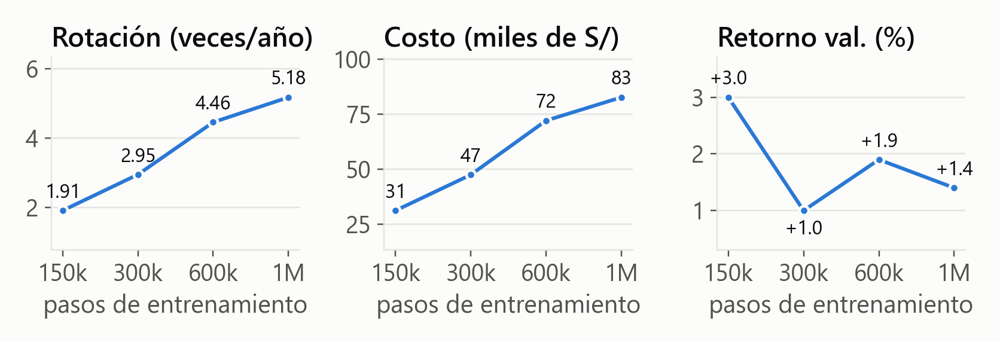 Rotación (veces/año)
6
4
2
1.91
2.95
4.46
5.18
150k 300k 600k 1M
pasos de entrenamiento
Costo (miles de S/)
100
75
50
25
31
47
72
83
150k 300k 600k 1M
pasos de entrenamiento
Retorno val. (%)
3
2
1
+3.0
+1.0
+1.9
+1.4
150k 300k 600k 1M
pasos de entrenamiento